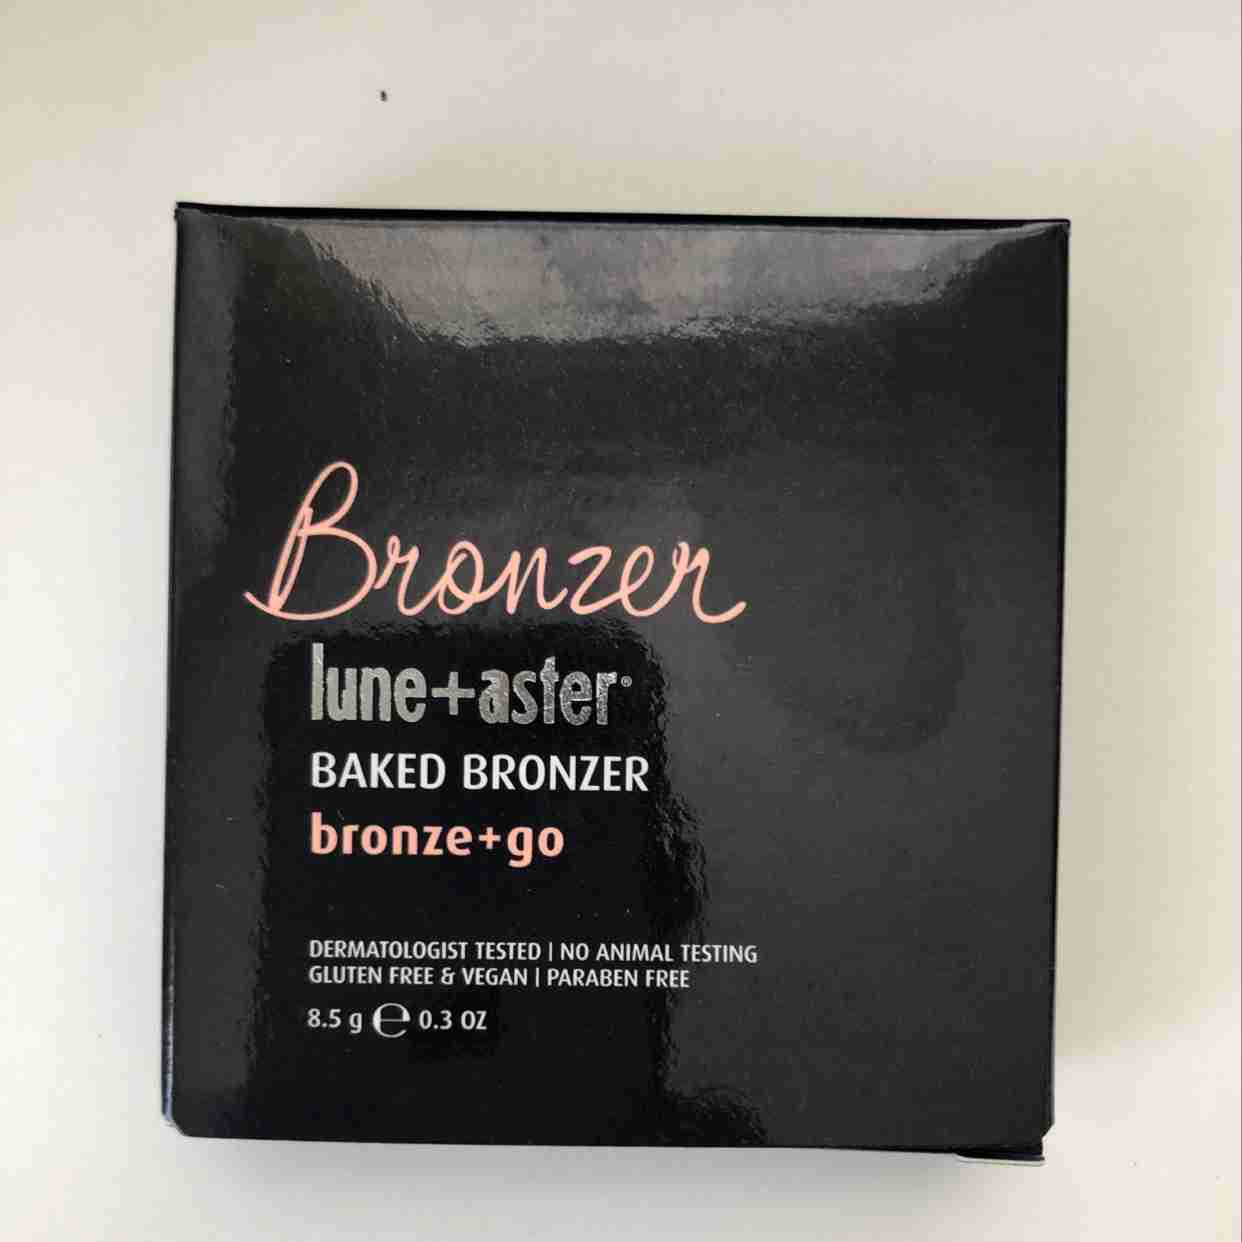 Bronzer
lune+aster®
BAKED BRONZER
bronze+go
DERMATOLOGIST TESTED | NO ANIMAL TESTING
GLUTEN FREE & VEGAN | PARABEN FREE
8.5 g ℮ 0.3 OZ